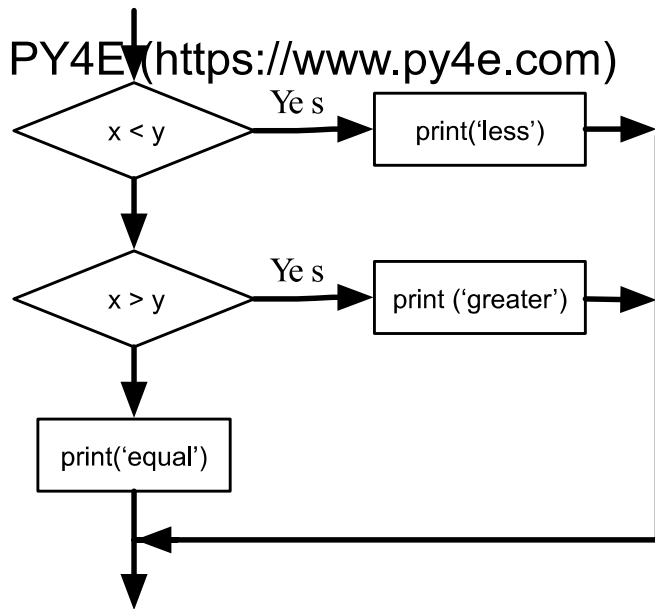 PY4E (https://www.py4e.com)
x < y
Ye s
print(‘less’)
x > y
Ye s
print (‘greater’)
print(‘equal’)